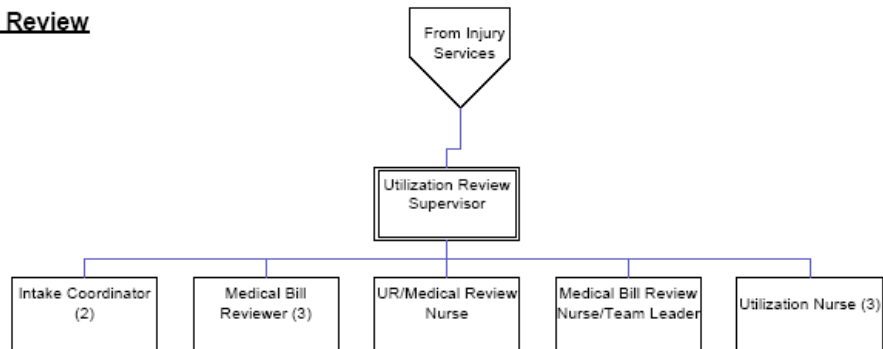 Review
From Injury
Services
Utilization Review
Supervisor
Intake Coordinator
(2)
Medical Bill
Reviewer (3)
UR/Medical Review
Nurse
Medical Bill Review
Nurse/Team Leader
Utilization Nurse (3)